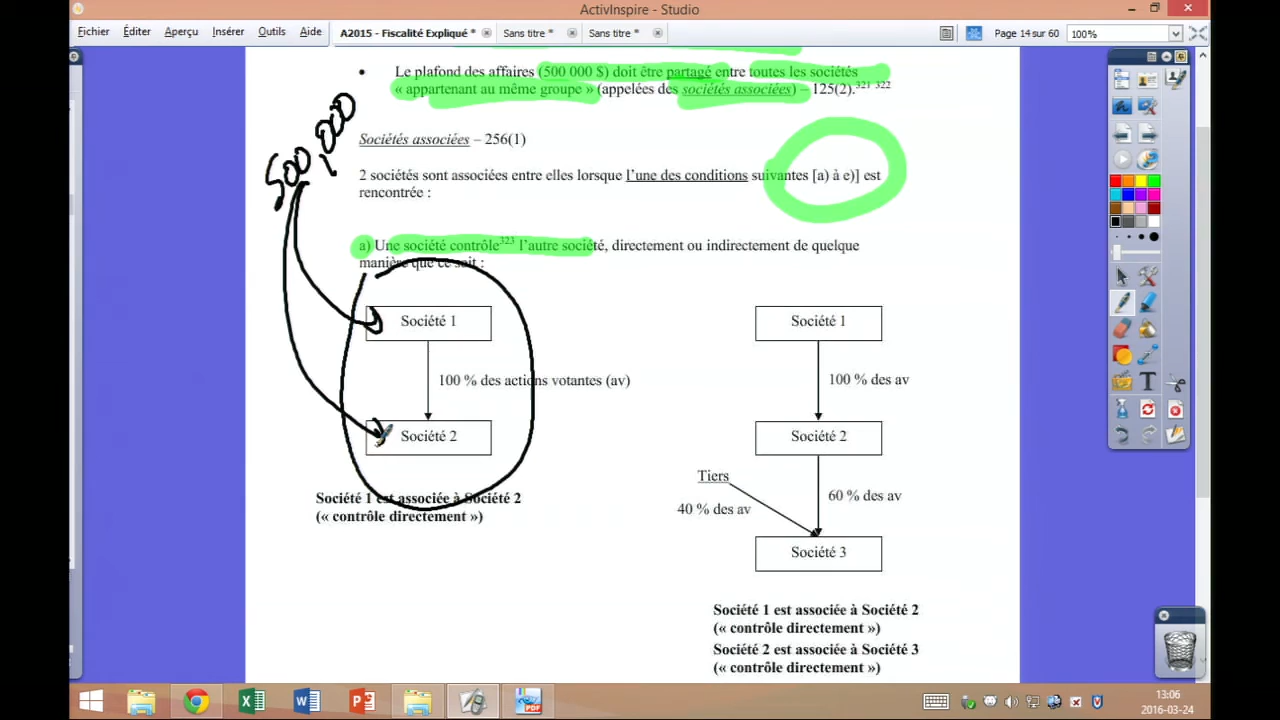 ActivInspire - Studio
Fichier Éditer Aperçu Insérer Outils Aide A2015 - Fiscalité Expliqué * Sans titre * Sans titre * Page 14 sur 60 100%
• Le plafond des affaires (500 000 $) doit être partagé entre toutes les sociétés
« appartenant au même groupe » (appelées des sociétés associées) – 125(2).321 322
500,000
Sociétés associées – 256(1)
2 sociétés sont associées entre elles lorsque l'une des conditions suivantes [a) à e)] est
rencontrée :
a) Une société contrôle323 l'autre société, directement ou indirectement de quelque
manière que ce soit :
Société 1
100 % des actions votantes (av)
Société 2
Société 1 est associée à Société 2
(« contrôle directement »)
Société 1
100 % des av
Société 2
Tiers
40 % des av
60 % des av
Société 3
Société 1 est associée à Société 2
(« contrôle directement »)
Société 2 est associée à Société 3
(« contrôle directement »)
13:06
2016-03-24